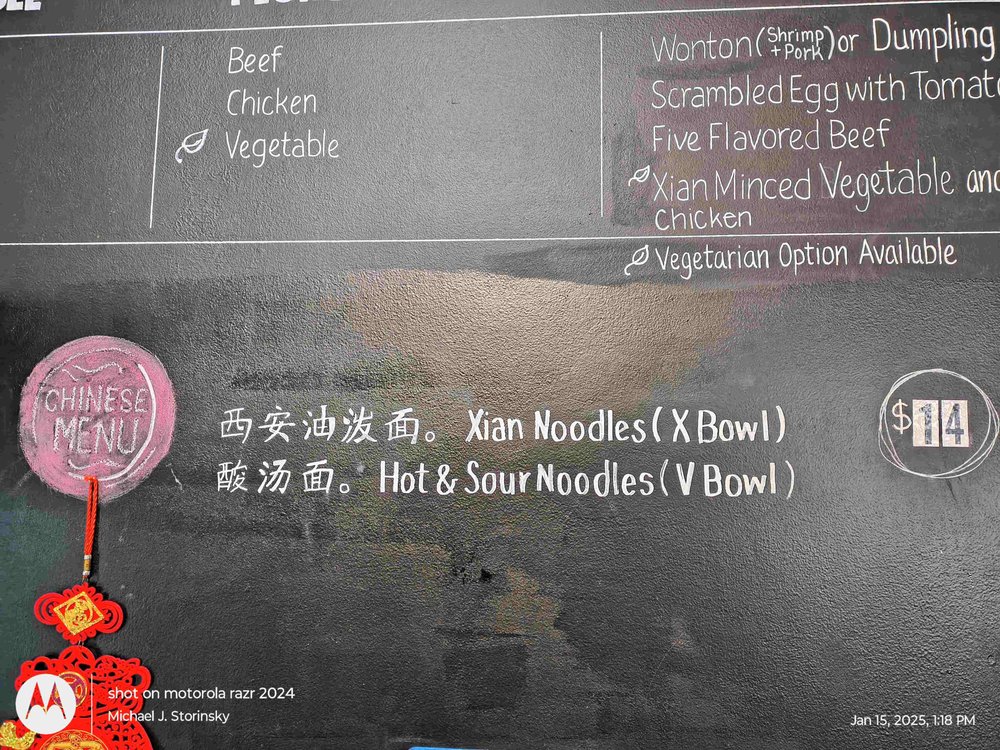 Beef
Chicken
Vegetable
Wonton (Shrimp + Pork) or Dumpling
Scrambled Egg with Tomato
Five Flavored Beef
Xian Minced Vegetable and
Chicken
Vegetarian Option Available
CHINESE
MENU
西安油泼面。 Xian Noodles (X Bowl)
酸汤面。 Hot & Sour Noodles (V Bowl)
$14
shot on motorola razr 2024
Michael J. Storinsky
Jan 15, 2025, 1:18 PM